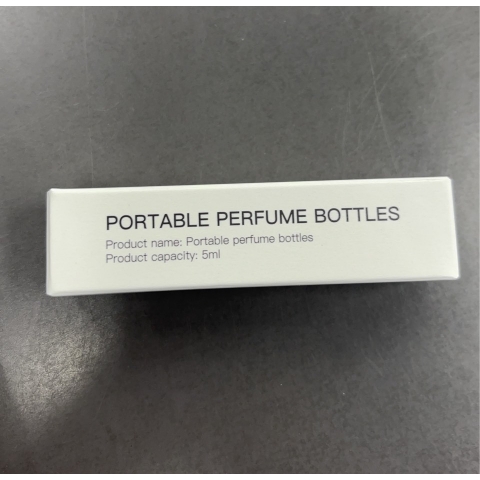 PORTABLE PERFUME BOTTLES
Product name: Portable perfume bottles
Product capacity: 5ml